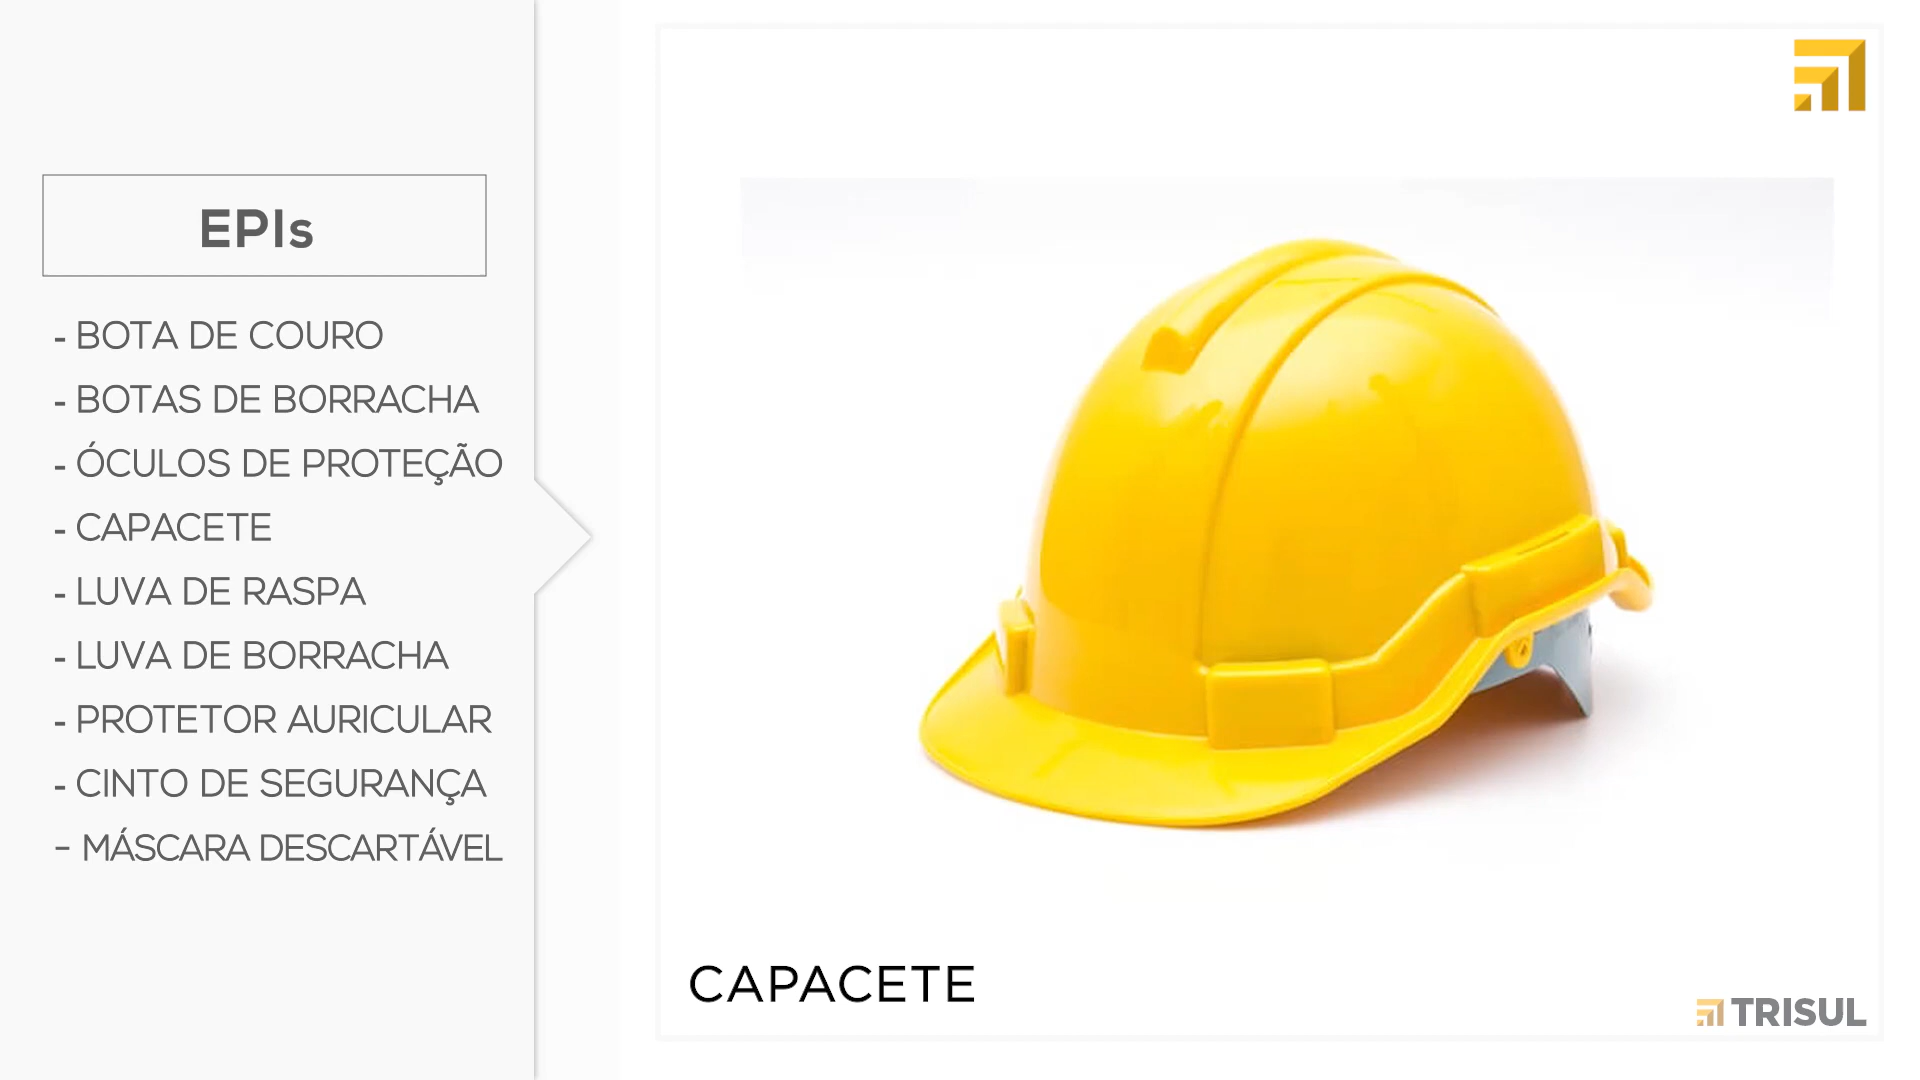 EPIs
- BOTA DE COURO
- BOTAS DE BORRACHA
- ÓCULOS DE PROTEÇÃO
- CAPACETE
- LUVA DE RASPA
- LUVA DE BORRACHA
- PROTETOR AURICULAR
- CINTO DE SEGURANÇA
- MÁSCARA DESCARTÁVEL
CAPACETE
TRISUL